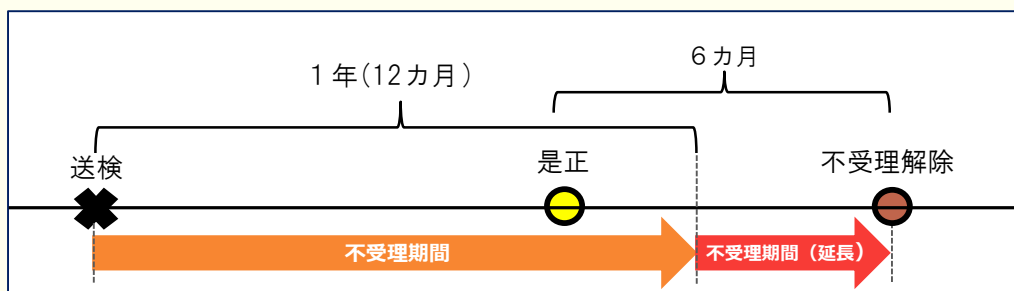 ６カ月
１年(12カ月)
送検
是正
不受理解除
不受理期間
不受理期間（延長）